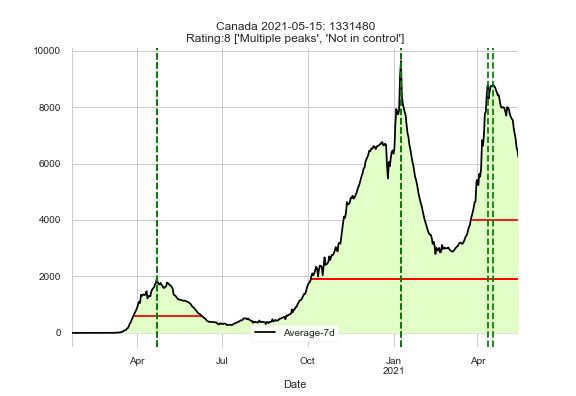 Canada 2021-05-15: 1331480
Rating:8 ['Multiple peaks', 'Not in control']
10000
8000
6000
4000
2000
0
Average-7d
Apr Jul Oct Jan Apr
2021
Date